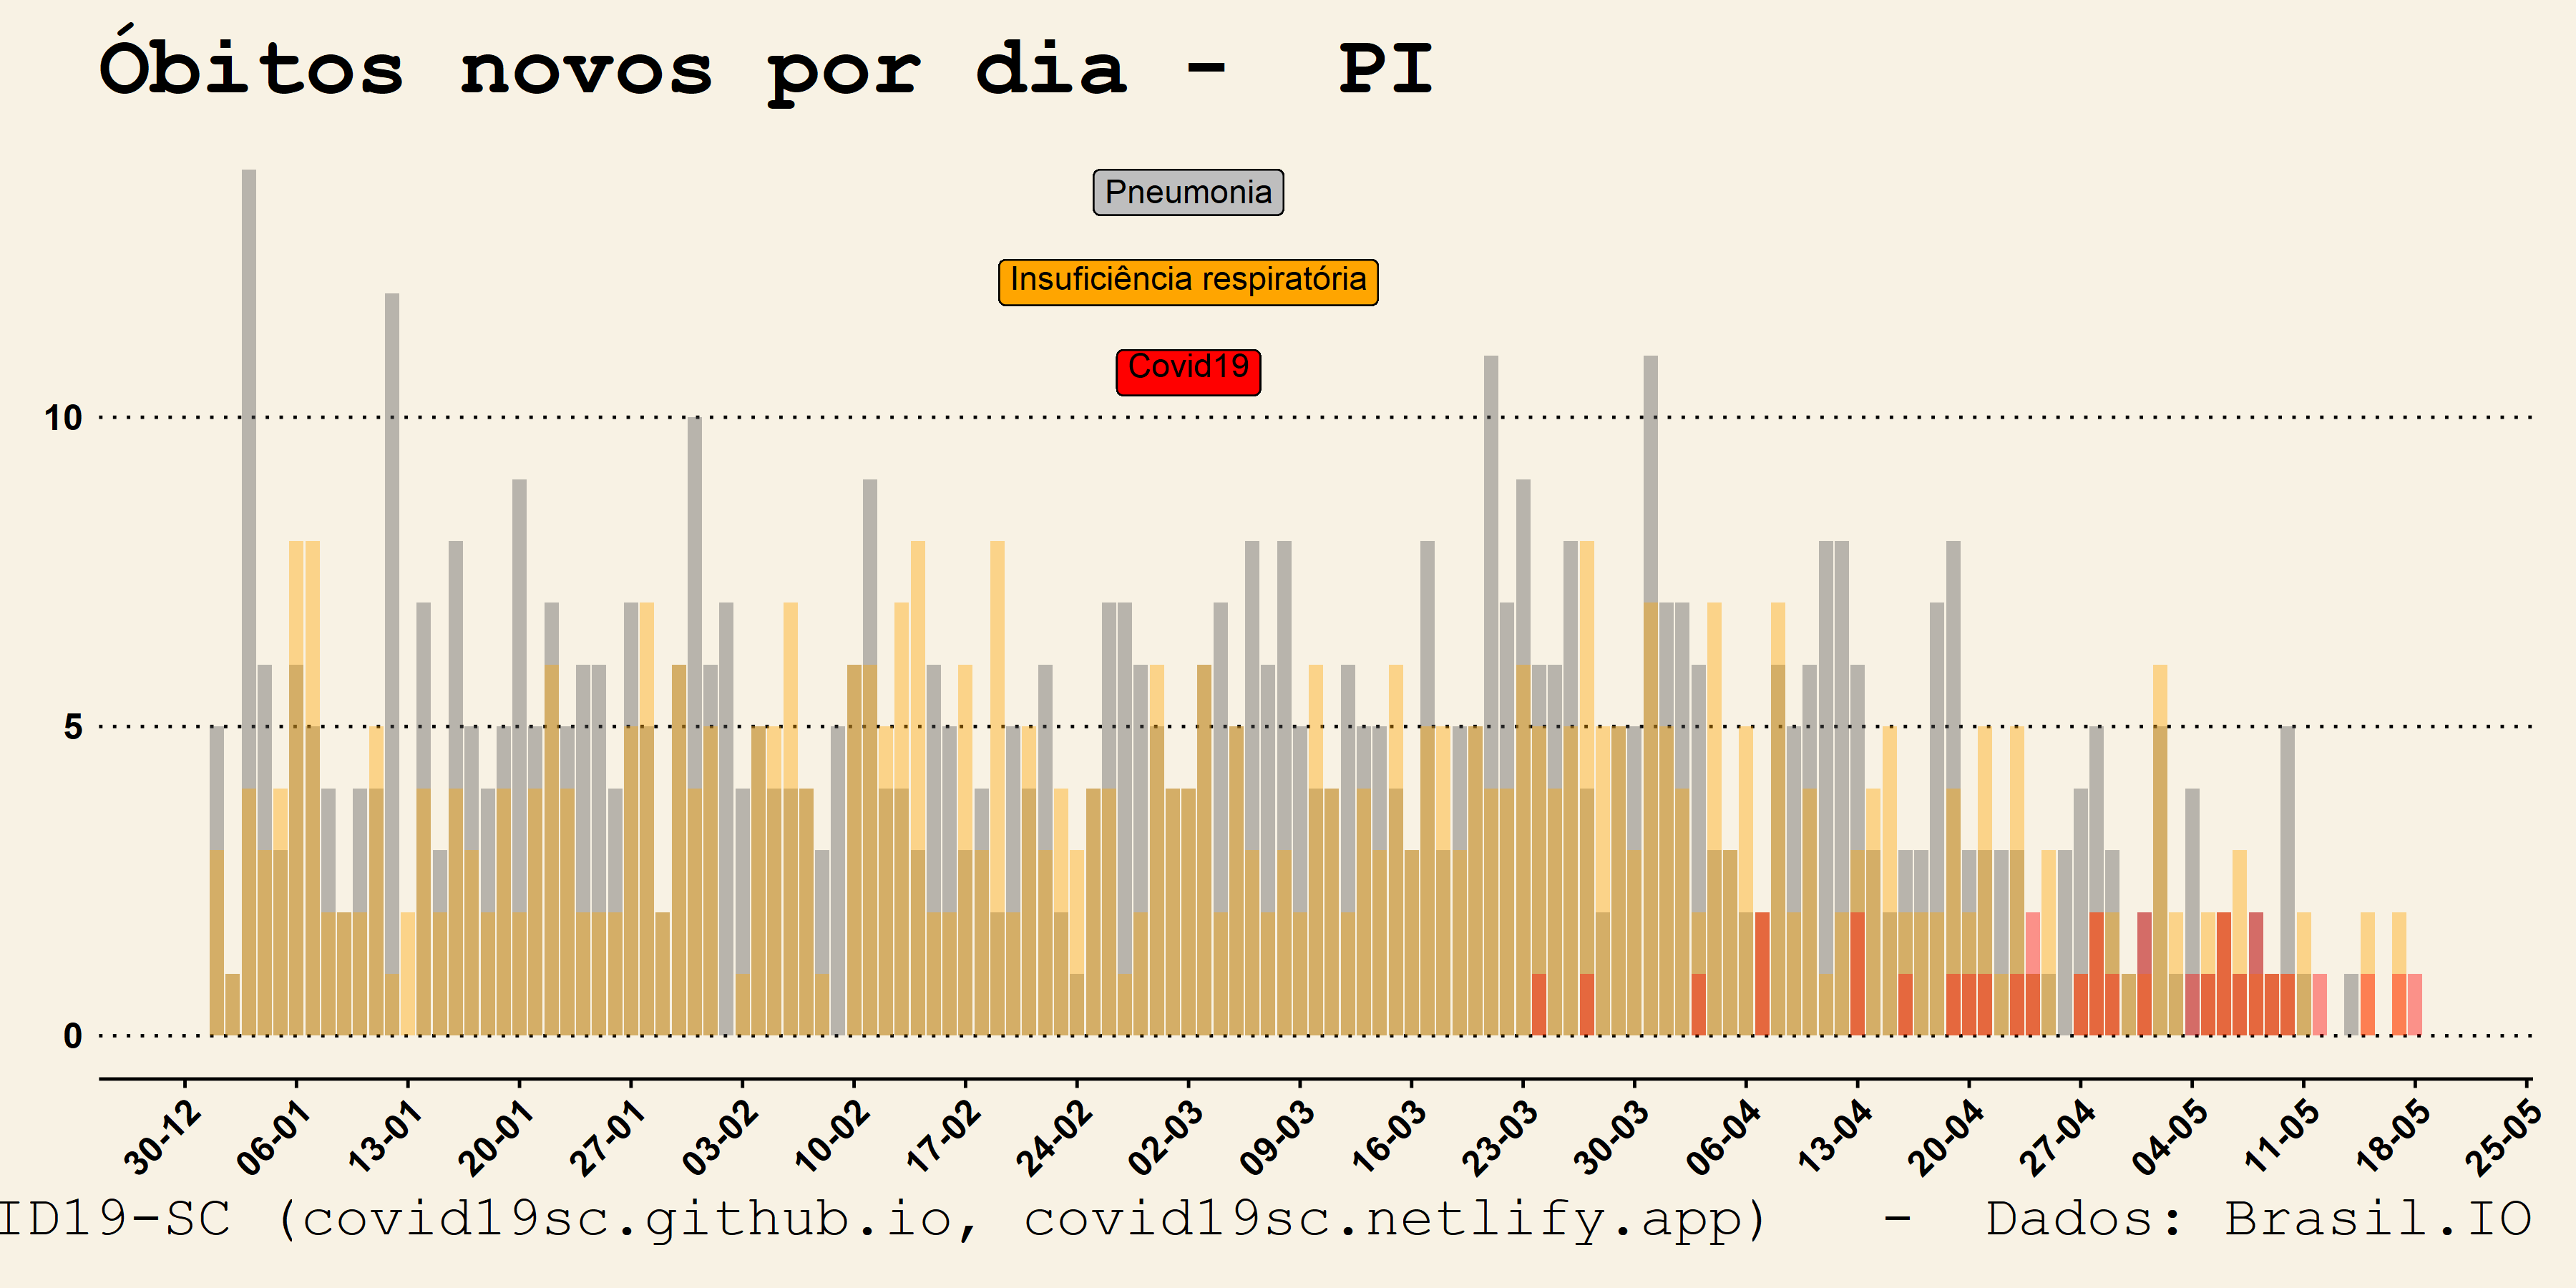 Óbitos novos por dia - PI
Pneumonia
Insuficiência respiratória
Covid19
10
5
0
30-12 06-01 13-01 20-01 27-01 03-02 10-02 17-02 24-02 02-03 09-03 16-03 23-03 30-03 06-04 13-04 20-04 27-04 04-05 11-05 18-05 25-05
ID19-SC (covid19sc.github.io, covid19sc.netlify.app) - Dados: Brasil.IO